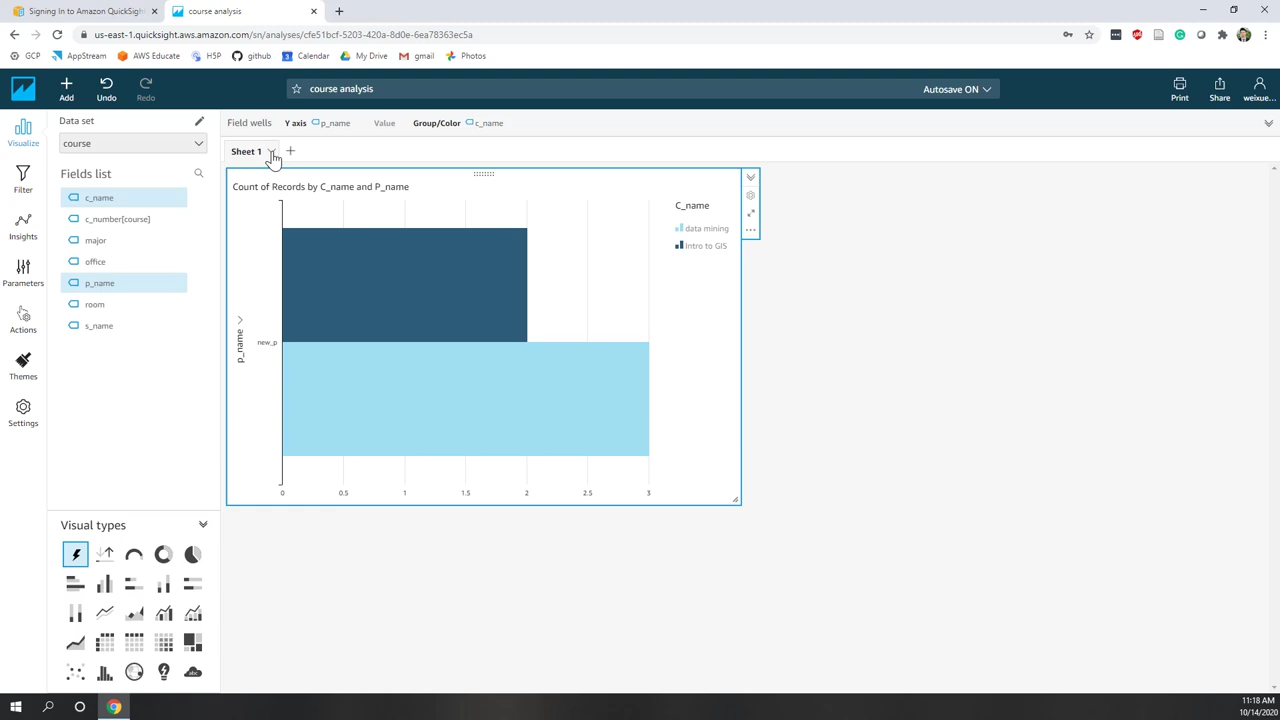 Signing In to Amazon QuickSigh
course analysis
us-east-1.quicksight.aws.amazon.com/sn/analyses/cfe51bcf-5203-420a-8d0e-6ea78363ec5a
GCP AppStream AWS Educate H5P github Calendar My Drive gmail Photos
Add Undo Redo
course analysis
Autosave ON
Print Share weixue...
Visualize
Filter
Insights
Parameters
Actions
Themes
Settings
Data set
course
Fields list
c_name
c_number[course]
major
office
p_name
room
s_name
Visual types
Field wells Y axis p_name Value Group/Color c_name
Sheet 1
Count of Records by C_name and P_name
C_name
data mining
Intro to GIS
p_name
new_p
0 0.5 1 1.5 2 2.5 3
abc
11:18 AM
10/14/2020